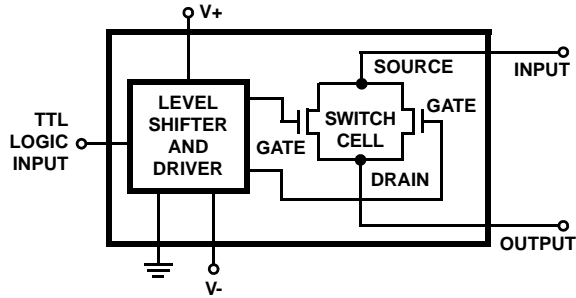 V+
TTL
LOGIC
INPUT
LEVEL
SHIFTER
AND
DRIVER
GATE
SOURCE
SWITCH
CELL
GATE
DRAIN
INPUT
OUTPUT
V-